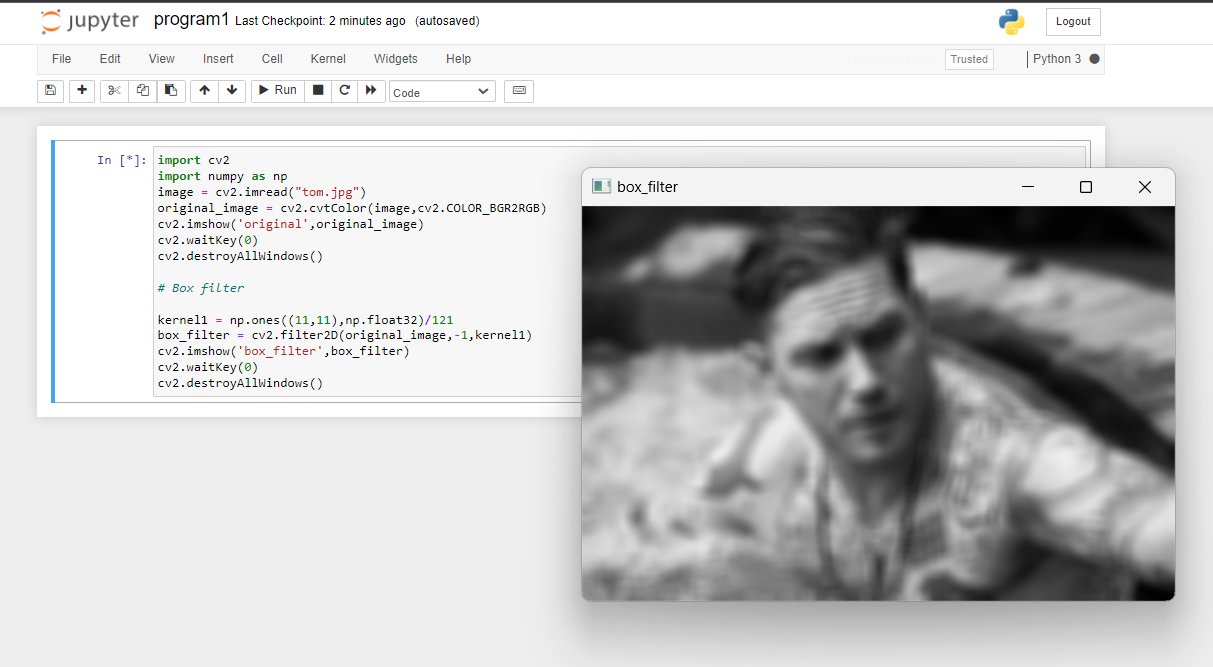 jupyter program1 Last Checkpoint: 2 minutes ago (autosaved) Logout
File Edit View Insert Cell Kernel Widgets Help Trusted Python 3
Run Code
In [*]: import cv2
import numpy as np
image = cv2.imread("tom.jpg")
original_image = cv2.cvtColor(image,cv2.COLOR_BGR2RGB)
cv2.imshow('original',original_image)
cv2.waitKey(0)
cv2.destroyAllWindows()
# Box filter
kernel1 = np.ones((11,11),np.float32)/121
box_filter = cv2.filter2D(original_image,-1,kernel1)
cv2.imshow('box_filter',box_filter)
cv2.waitKey(0)
cv2.destroyAllWindows()
box_filter